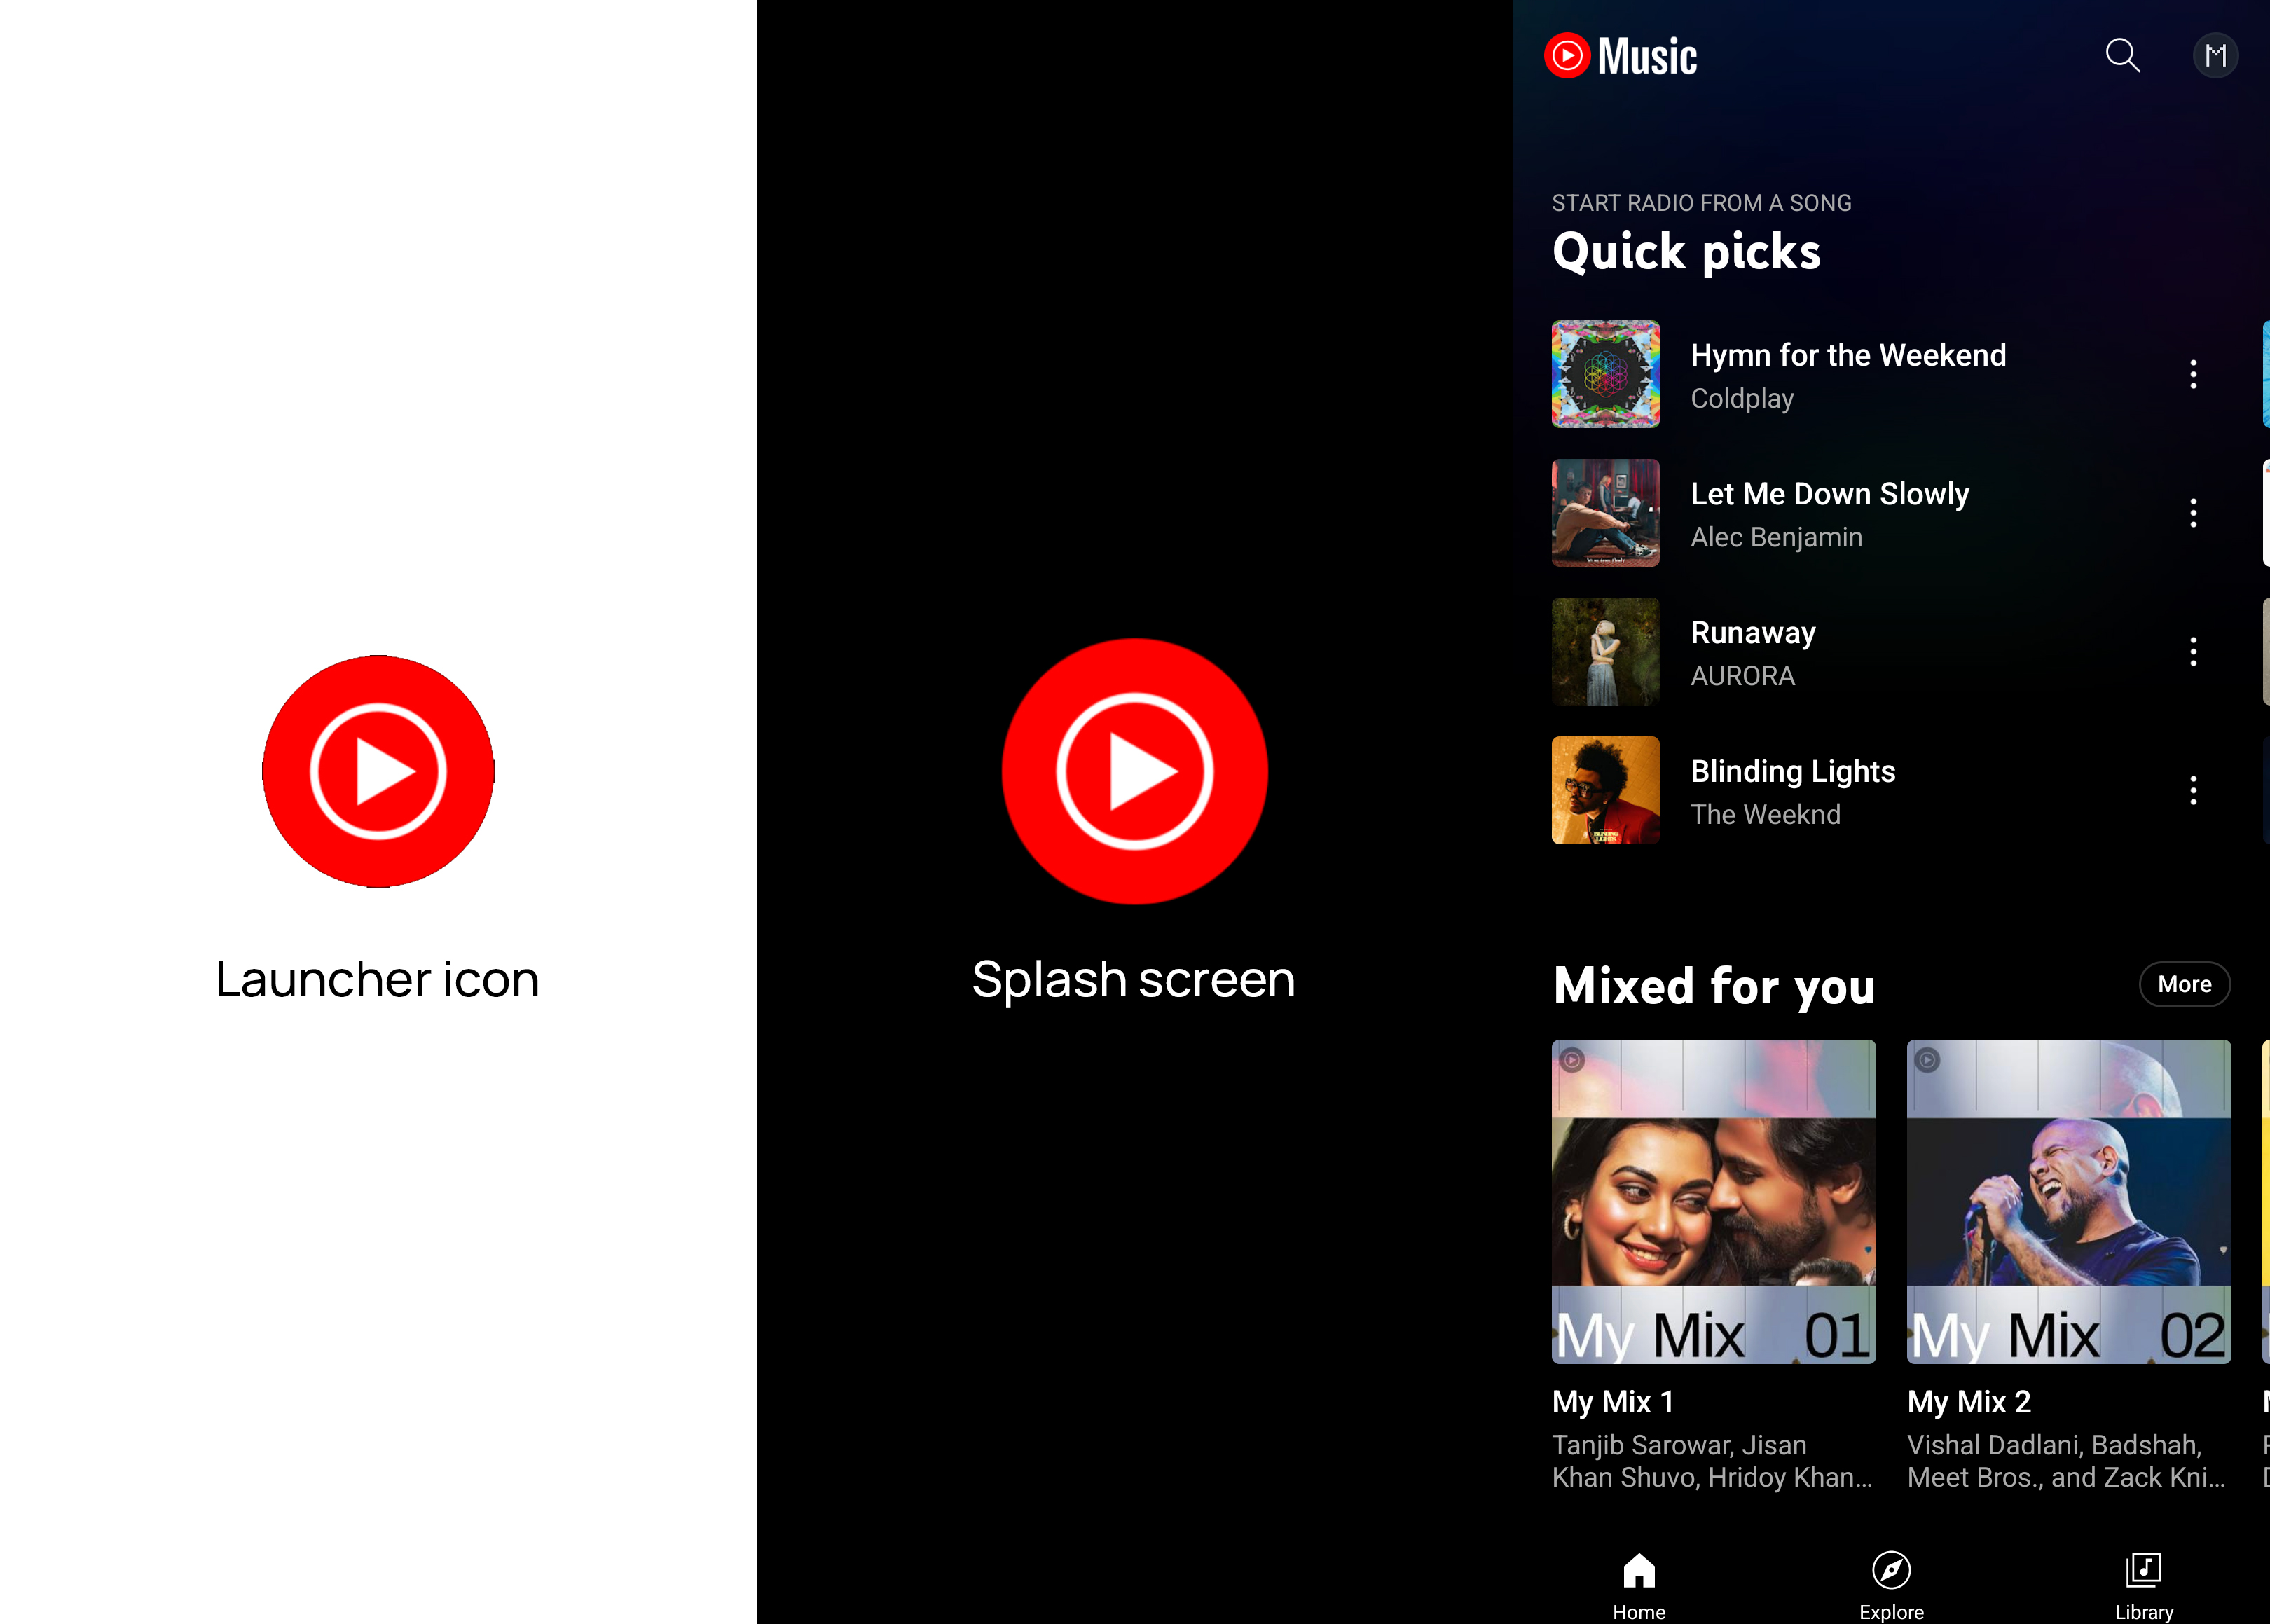 Launcher icon
Splash screen
Music
M
START RADIO FROM A SONG
Quick picks
Hymn for the Weekend
Coldplay
Let Me Down Slowly
Alec Benjamin
Runaway
AURORA
Blinding Lights
The Weeknd
BLINDING
LIGHTS
Mixed for you
More
My Mix 01
My Mix 02
My Mix 1
My Mix 2
Tanjib Sarowar, Jisan
Khan Shuvo, Hridoy Khan...
Vishal Dadlani, Badshah,
Meet Bros., and Zack Kni...
Home
Explore
Library